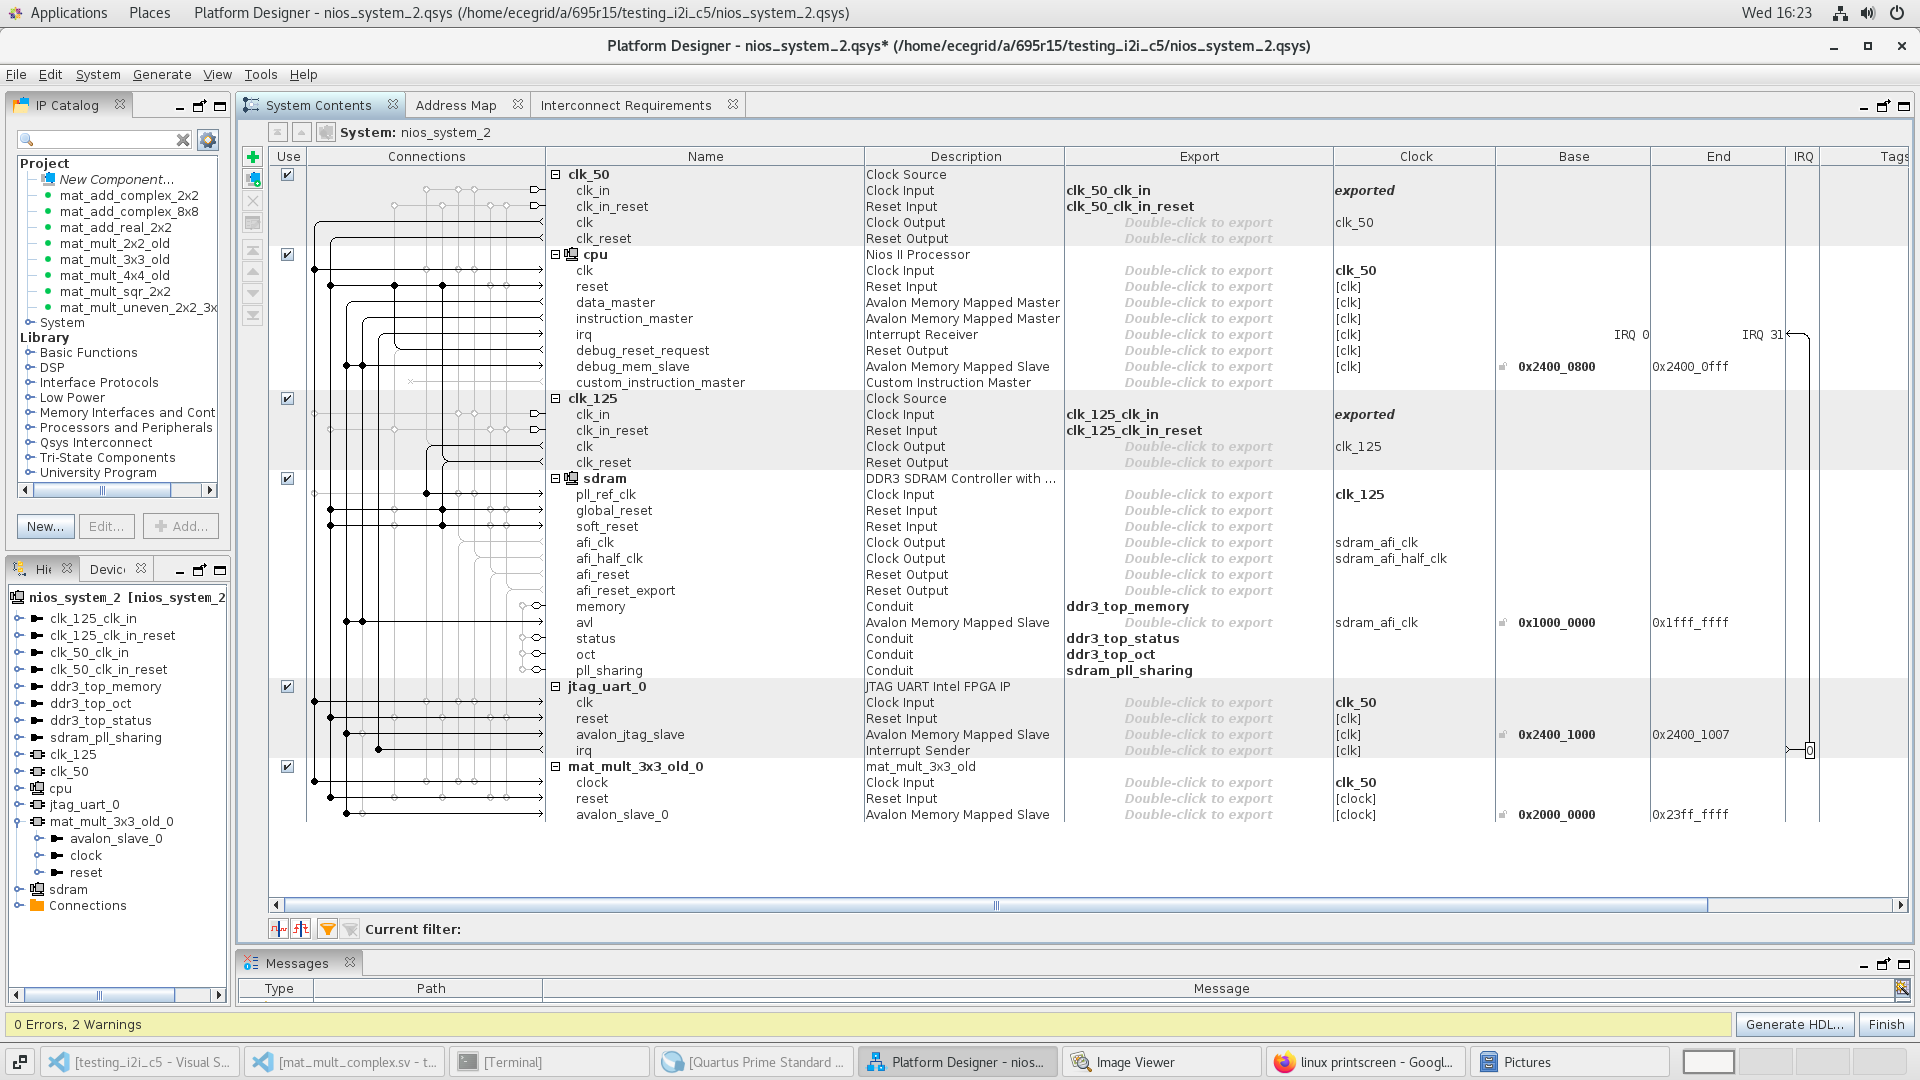 Applications Places Platform Designer - nios_system_2.qsys (/home/ecegrid/a/695r15/testing_i2i_c5/nios_system_2.qsys) Wed 16:23
Platform Designer - nios_system_2.qsys* (/home/ecegrid/a/695r15/testing_i2i_c5/nios_system_2.qsys)
File Edit System Generate View Tools Help
IP Catalog
Project
New Component...
mat_add_complex_2x2
mat_add_complex_8x8
mat_add_real_2x2
mat_mult_2x2_old
mat_mult_3x3_old
mat_mult_4x4_old
mat_mult_sqr_2x2
mat_mult_uneven_2x2_3x
System
Library
Basic Functions
DSP
Interface Protocols
Low Power
Memory Interfaces and Cont
Processors and Peripherals
Qsys Interconnect
Tri-State Components
University Program
New... Edit... Add...
Hie Device
nios_system_2 [nios_system_2
clk_125_clk_in
clk_125_clk_in_reset
clk_50_clk_in
clk_50_clk_in_reset
ddr3_top_memory
ddr3_top_oct
ddr3_top_status
sdram_pll_sharing
clk_125
clk_50
cpu
jtag_uart_0
mat_mult_3x3_old_0
avalon_slave_0
clock
reset
sdram
Connections
System Contents Address Map Interconnect Requirements
System: nios_system_2
Use Connections Name Description Export Clock Base End IRQ Tags
clk_50 Clock Source
clk_in Clock Input clk_50_clk_in exported
clk_in_reset Reset Input clk_50_clk_in_reset
clk Clock Output Double-click to export clk_50
clk_reset Reset Output Double-click to export
cpu Nios II Processor
clk Clock Input Double-click to export clk_50
reset Reset Input Double-click to export [clk]
data_master Avalon Memory Mapped Master Double-click to export [clk]
instruction_master Avalon Memory Mapped Master Double-click to export [clk]
irq Interrupt Receiver Double-click to export [clk] IRQ 0 IRQ 31
debug_reset_request Reset Output Double-click to export [clk]
debug_mem_slave Avalon Memory Mapped Slave Double-click to export [clk] 0x2400_0800 0x2400_0fff
custom_instruction_master Custom Instruction Master Double-click to export
clk_125 Clock Source
clk_in Clock Input clk_125_clk_in exported
clk_in_reset Reset Input clk_125_clk_in_reset
clk Clock Output Double-click to export clk_125
clk_reset Reset Output Double-click to export
sdram DDR3 SDRAM Controller with ...
pll_ref_clk Clock Input Double-click to export clk_125
global_reset Reset Input Double-click to export
soft_reset Reset Input Double-click to export
afi_clk Clock Output Double-click to export sdram_afi_clk
afi_half_clk Clock Output Double-click to export sdram_afi_half_clk
afi_reset Reset Output Double-click to export
afi_reset_export Reset Output Double-click to export
memory Conduit ddr3_top_memory
avl Avalon Memory Mapped Slave Double-click to export sdram_afi_clk 0x1000_0000 0x1fff_ffff
status Conduit ddr3_top_status
oct Conduit ddr3_top_oct
pll_sharing Conduit sdram_pll_sharing
jtag_uart_0 JTAG UART Intel FPGA IP
clk Clock Input Double-click to export clk_50
reset Reset Input Double-click to export [clk]
avalon_jtag_slave Avalon Memory Mapped Slave Double-click to export [clk] 0x2400_1000 0x2400_1007
irq Interrupt Sender Double-click to export [clk] 0
mat_mult_3x3_old_0 mat_mult_3x3_old
clock Clock Input Double-click to export clk_50
reset Reset Input Double-click to export [clock]
avalon_slave_0 Avalon Memory Mapped Slave Double-click to export [clock] 0x2000_0000 0x23ff_ffff
Current filter:
Messages
Type Path Message
0 Errors, 2 Warnings Generate HDL... Finish
[testing_i2i_c5 - Visual S... [mat_mult_complex.sv - t... [Terminal] [Quartus Prime Standard ... Platform Designer - nios... Image Viewer linux printscreen - Googl... Pictures